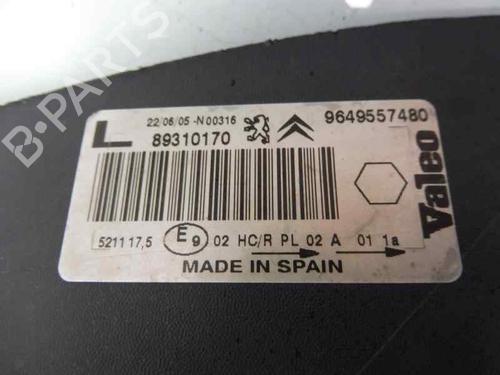 B-PARTS
22/06/05 -N00316
L
89310170
9649557480
Valeo
5211 17,5
E 9 02 HC/R PL 02 A 01 1a
MADE IN SPAIN